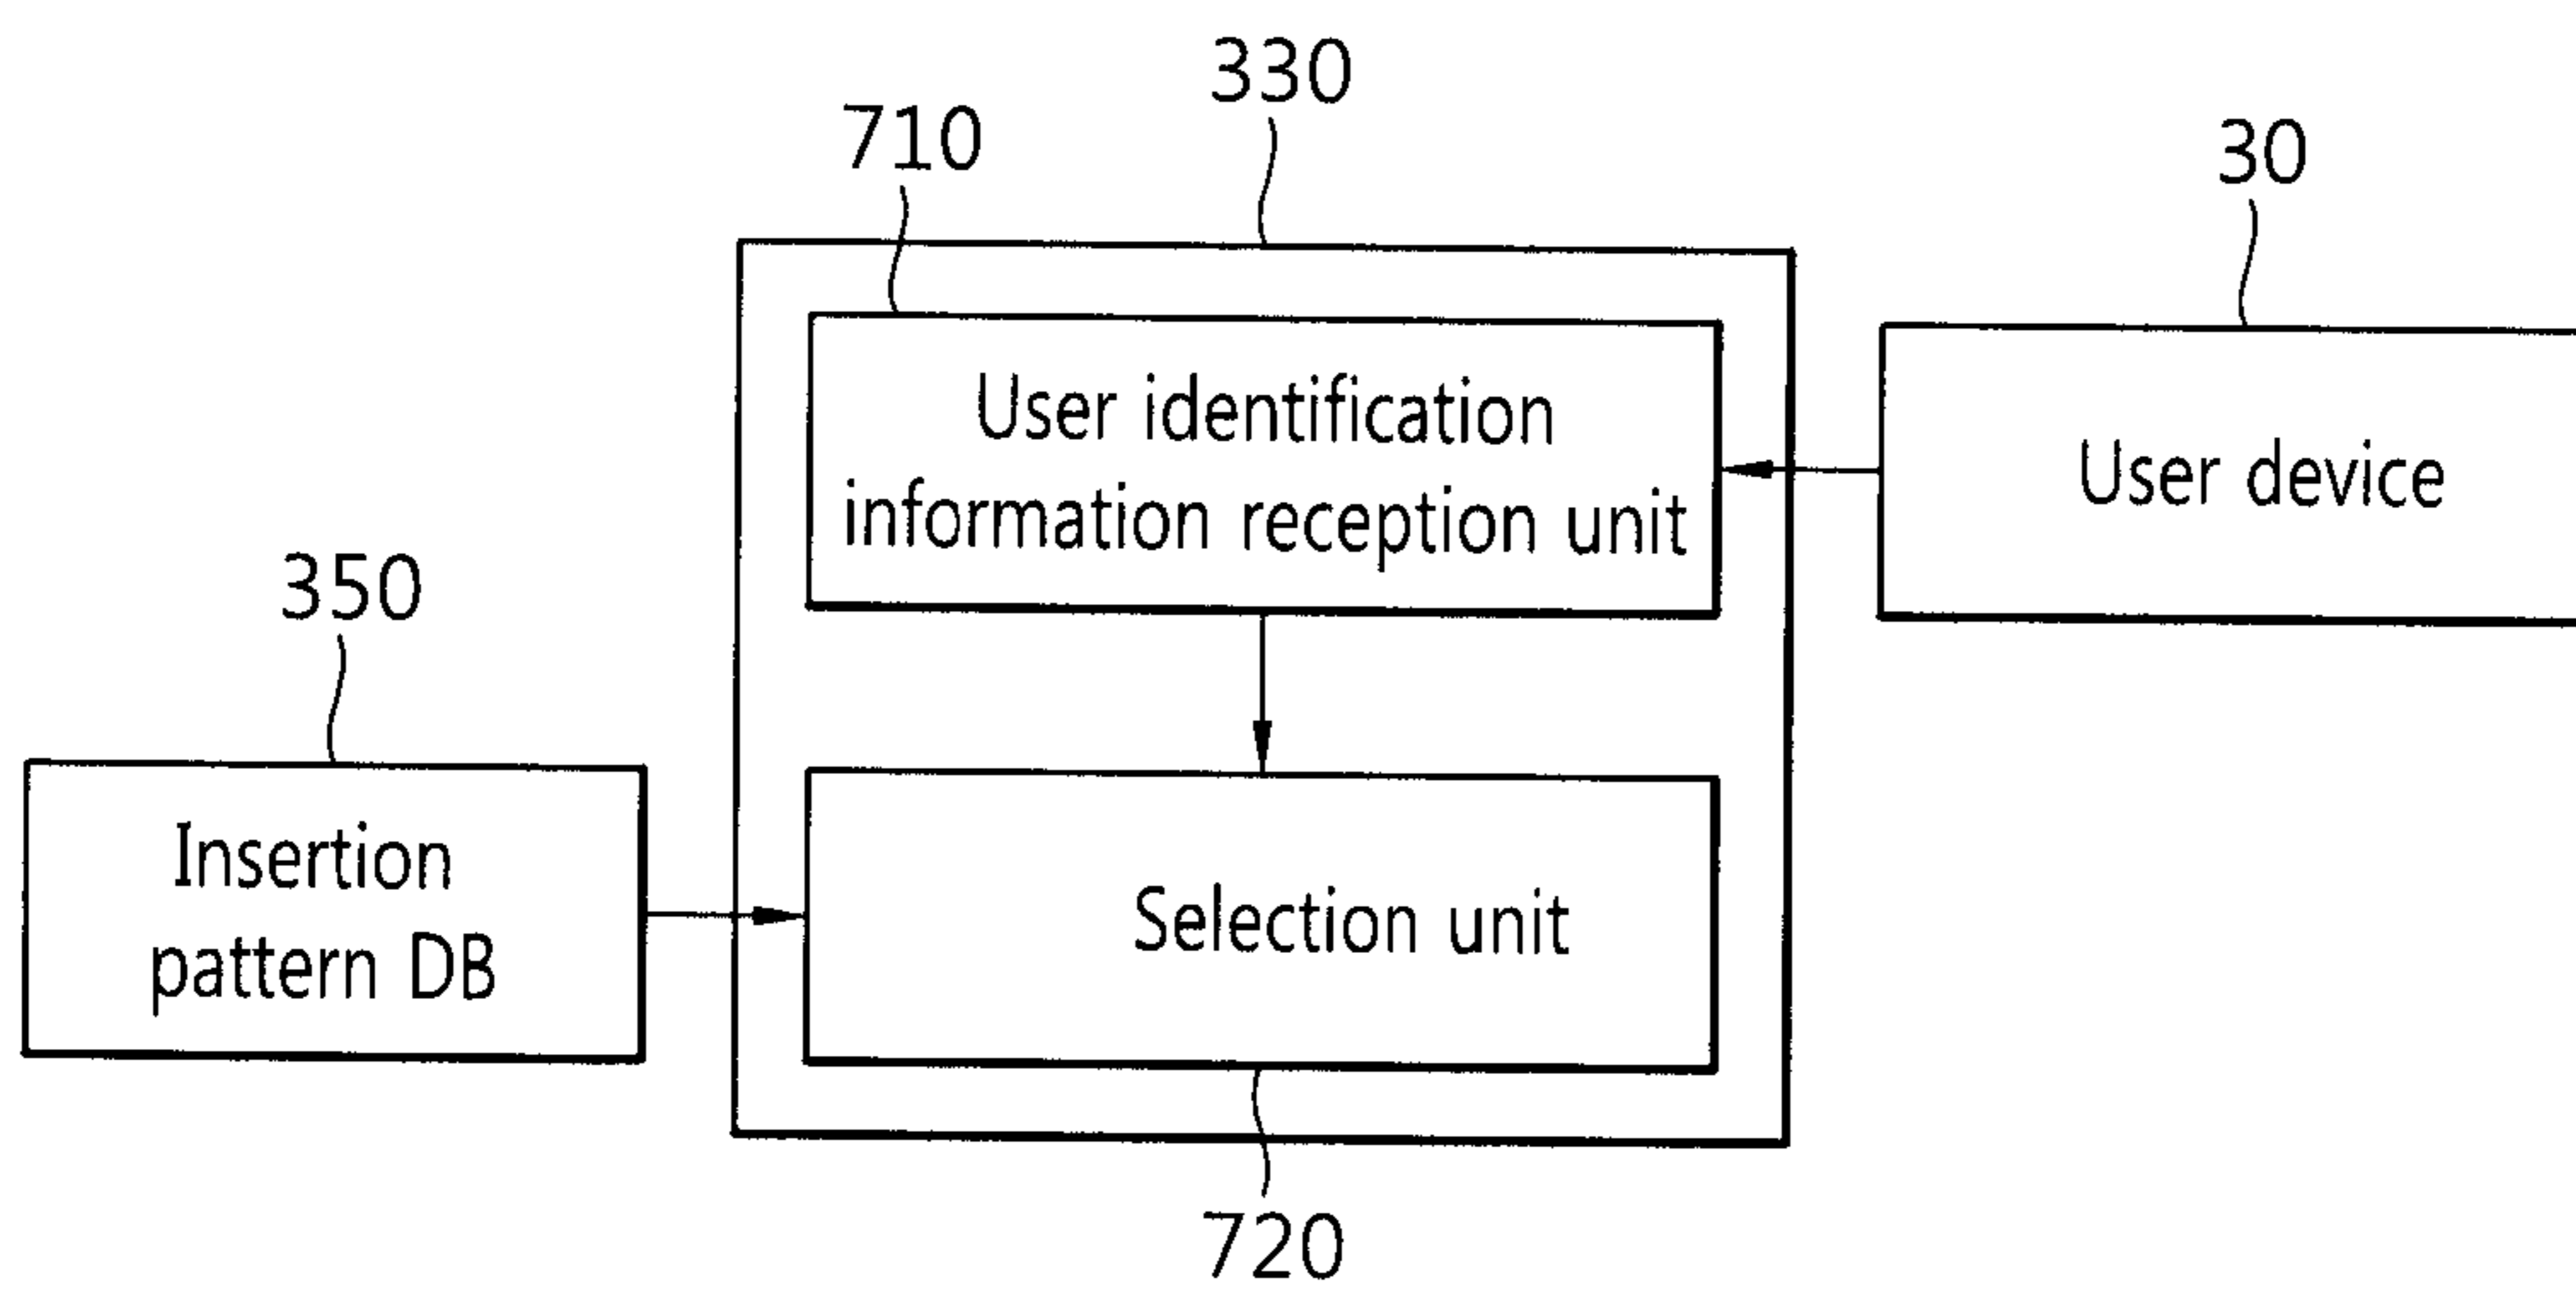 330
710
30
User identification
information reception unit
User device
350
Insertion
pattern DB
Selection unit
720